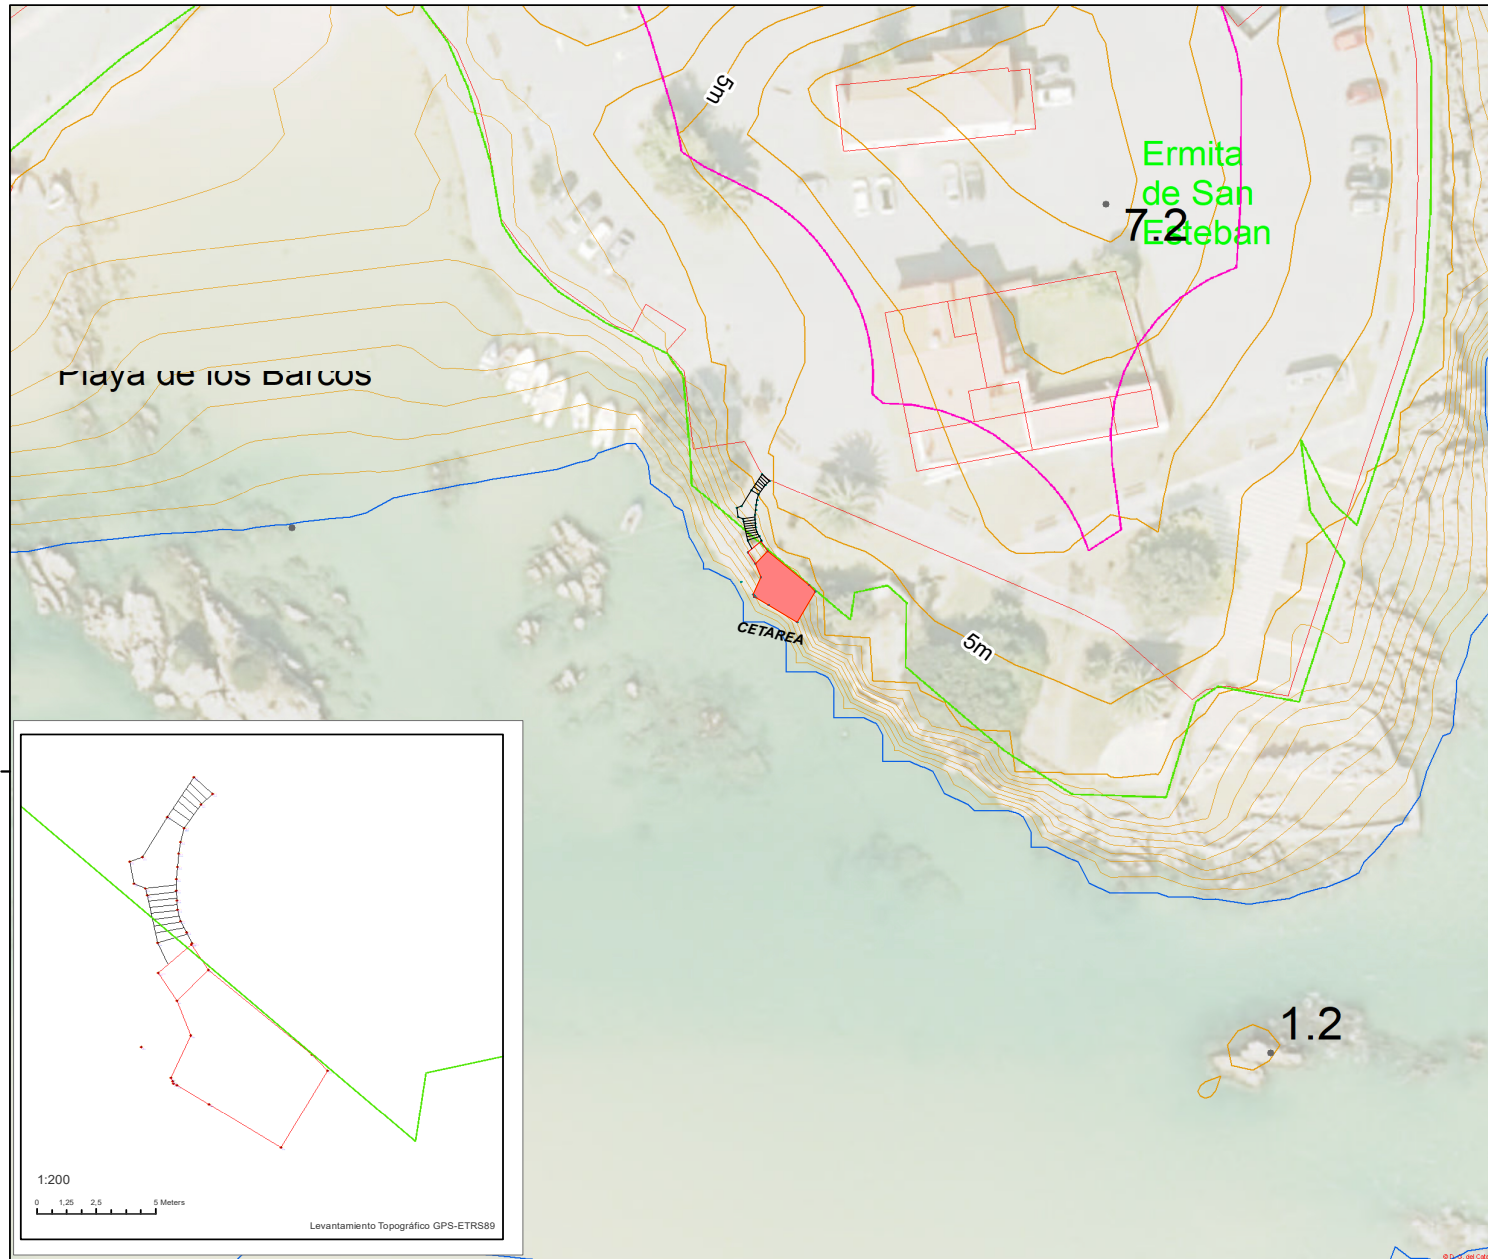 5m
Ermita
de San
Esteban
7.2
Playa de los Barcos
CETAREA
5m
1.2
1:200
0 1,25 2,5 5 Meters
Levantamiento Topográfico GPS-ETRS89